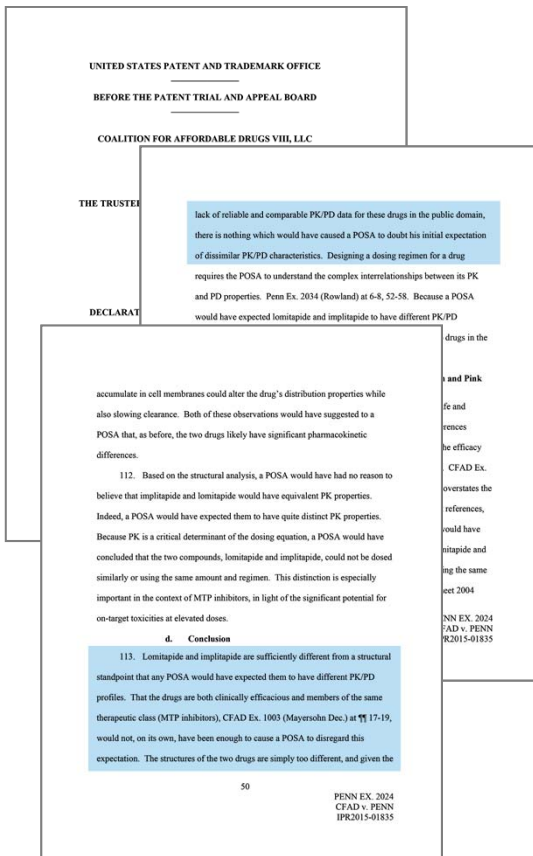 UNITED STATES PATENT AND TRADEMARK OFFICE
BEFORE THE PATENT TRIAL AND APPEAL BOARD
COALITION FOR AFFORDABLE DRUGS VIII, LLC
THE
lack of reliable and comparable PK/PD data for these drugs in the public domain,
there is nothing which would have caused a POSA to doubt his initial expectation
of dissimilar PK/PD characteristics. Designing a dosing regimen for a drug
requires the POSA to understand the complex interrelationships between its PK
and PD properties. Penn Ex. 2034 (Rowland) at 6-8, 52-58. Because a POSA
would have expected lomitapide and implitapide to have different PK/PD
drugs in the
and Pink
and
efficacy
CFAD Ex.
overstates the
references,
would have
and
the same
2004
PENN EX. 2024
CFAD v. PENN
IPR2015-01835
accumulate in cell membranes could alter the drug's distribution properties while
also slowing clearance. Both of these observations would have suggested to a
POSA that, as before, the two drugs likely have significant pharmacokinetic
differences.
112. Based on the structural analysis, a POSA would have had no reason to
believe that implitapide and lomitapide would have equivalent PK properties.
Indeed, a POSA would have expected them to have quite distinct PK properties.
Because PK is a critical determinant of the dosing equation, a POSA would have
concluded that the two compounds, lomitapide and implitapide, could not be dosed
similarly or using the same amount and regimen. This distinction is especially
important in the context of MTP inhibitors, in light of the significant potential for
on-target toxicities at elevated doses.
d. Conclusion
113. Lomitapide and implitapide are sufficiently different from a structural
standpoint that any POSA would have expected them to have different PK/PD
profiles. That the drugs are both clinically efficacious and members of the same
therapeutic class (MTP inhibitors), CFAD Ex. 1003 (Mayersohn Dec.) at ¶¶ 17-19,
would not, on its own, have been enough to cause a POSA to disregard this
expectation. The structures of the two drugs are simply too different, and given the
50
PENN EX. 2024
CFAD v. PENN
IPR2015-01835